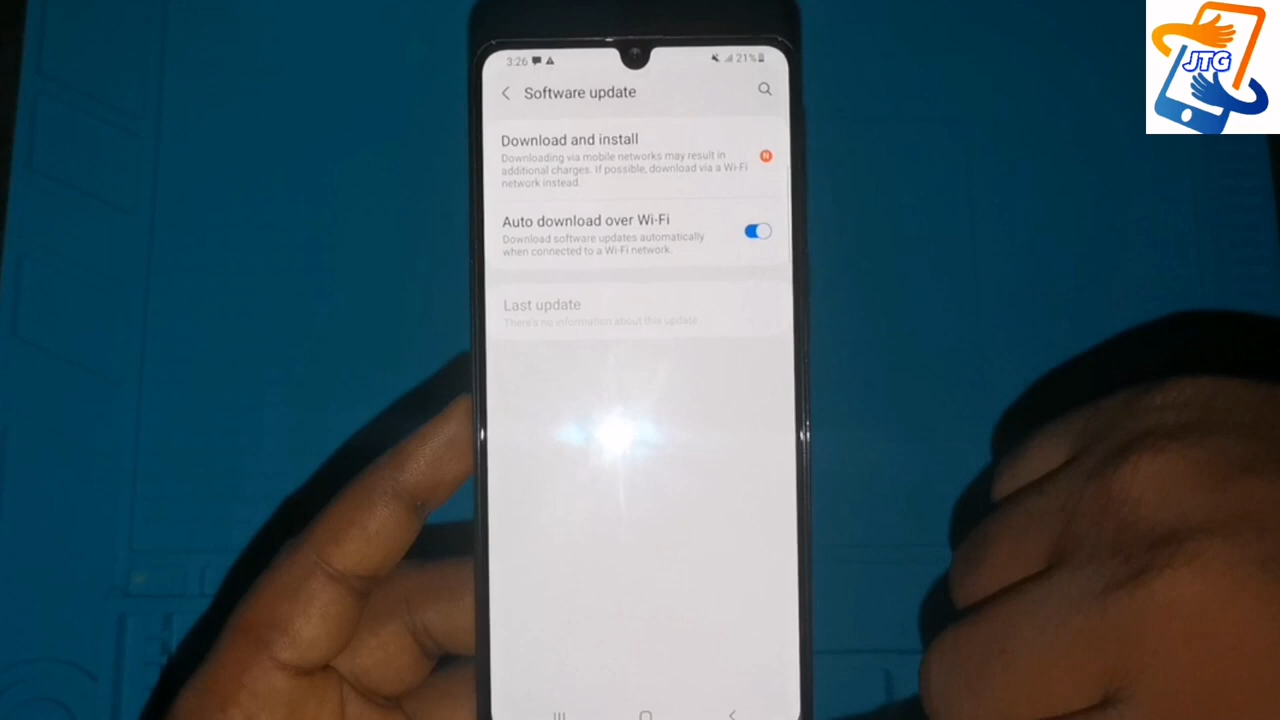 JTG
3:26
21%
Software update
Download and install
Downloading via mobile networks may result in
additional charges. If possible, download via a Wi-Fi
network instead.
N
Auto download over Wi-Fi
Download software updates automatically
when connected to a Wi-Fi network.
Last update
There's no information about this update